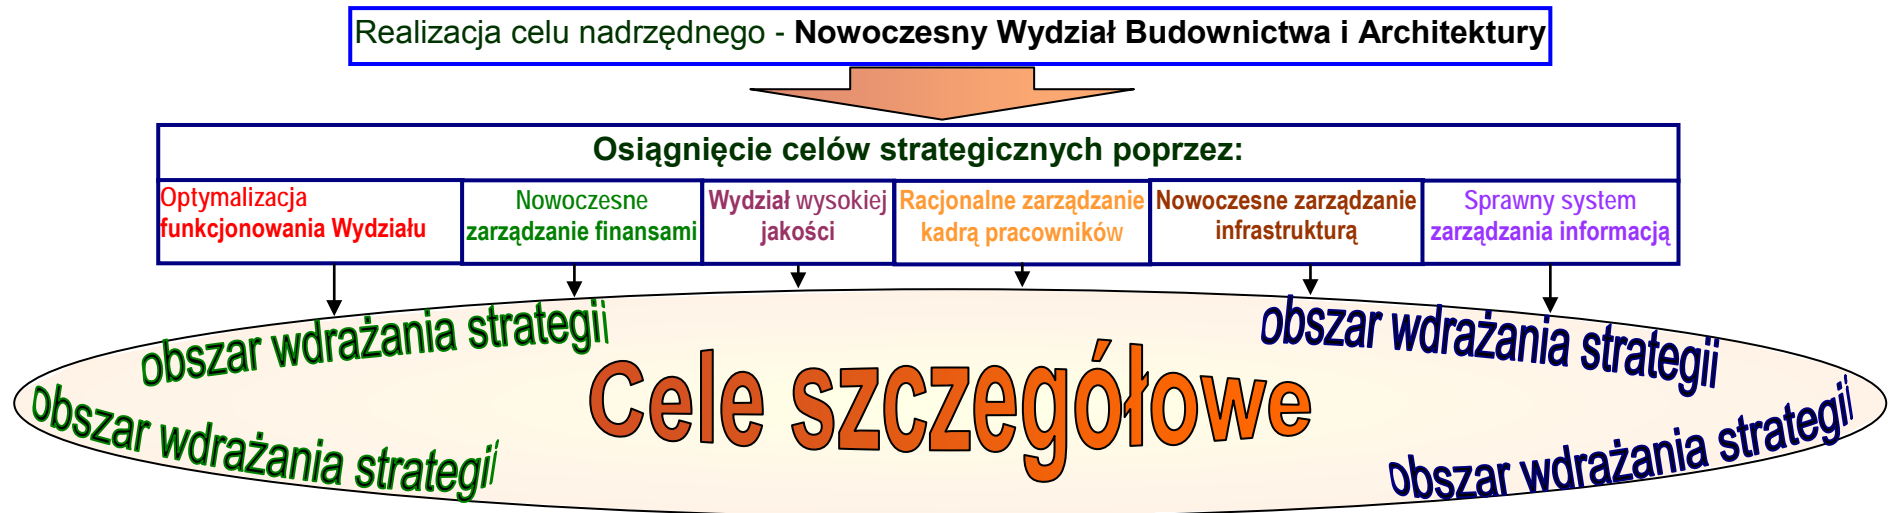 Realizacja celu nadrzędnego - Nowoczesny Wydział Budownictwa i Architektury
Osiągnięcie celów strategicznych poprzez:
Optymalizacja
funkcjonowania Wydziału
Nowoczesne
zarządzanie finansami
Wydział wysokiej
jakości
Racjonalne zarządzanie
kadrą pracowników
Nowoczesne zarządzanie
infrastrukturą
Sprawny system
zarządzania informacją
obszar wdrażania strategii
obszar wdrażania strategii
Cele szczegółowe
obszar wdrażania strategii
obszar wdrażania strategii